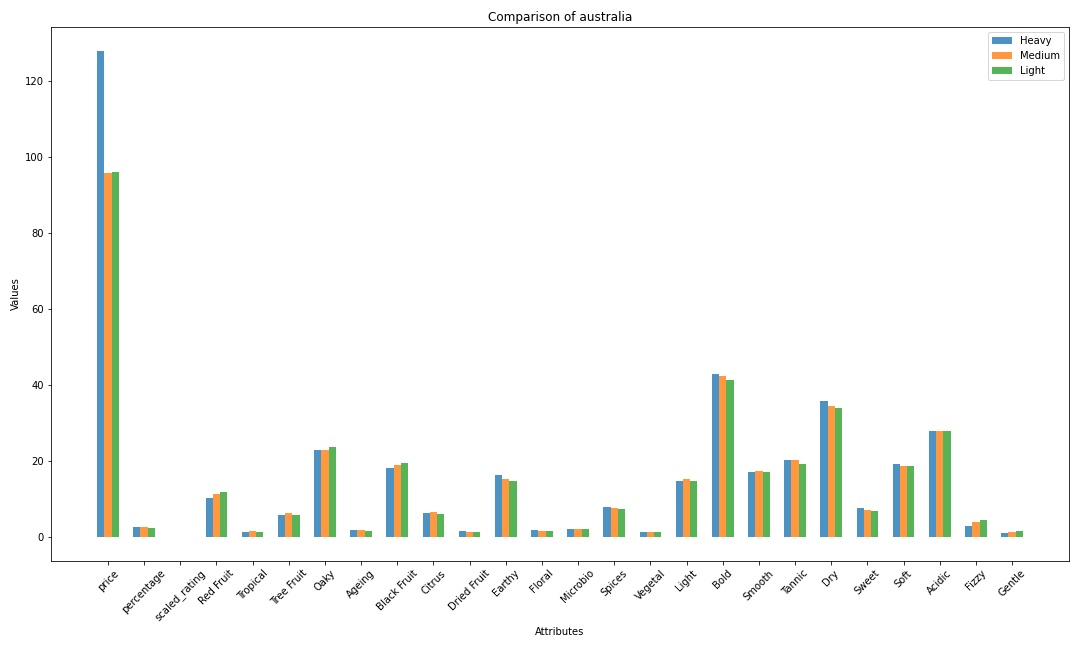 Comparison of australia
Heavy
Medium
Light
120
100
80
60
40
20
0
Values
price
percentage
scaled_rating
Red Fruit
Tropical
Tree Fruit
Oaky
Ageing
Black Fruit
Citrus
Dried Fruit
Earthy
Floral
Microbio
Spices
Vegetal
Light
Bold
Smooth
Tannic
Dry
Sweet
Soft
Acidic
Fizzy
Gentle
Attributes